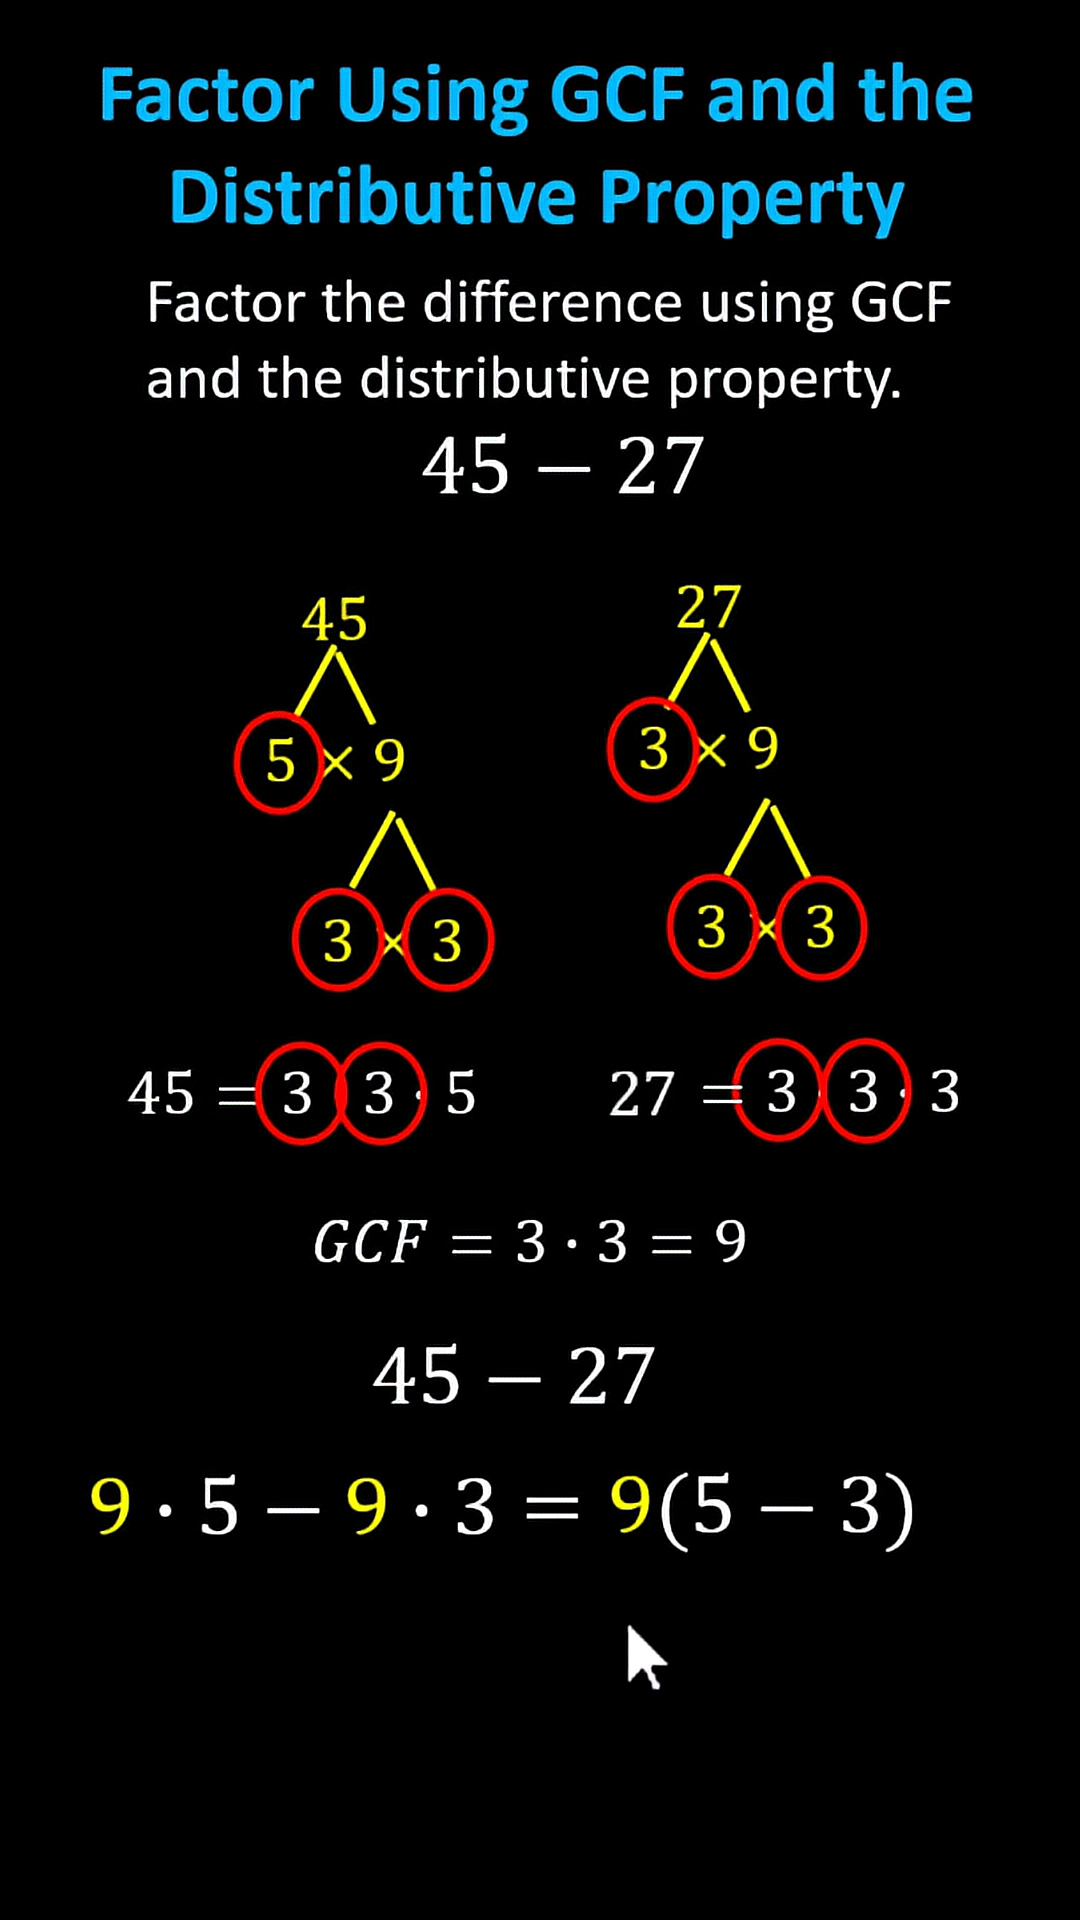 Factor Using GCF and the
Distributive Property
Factor the difference using GCF
and the distributive property.
45 − 27
45 27
5 × 9 3 × 9
3 × 3 3 × 3
45 = 3 3 · 5 27 = 3 · 3 · 3
GCF = 3 · 3 = 9
45 − 27
9 · 5 − 9 · 3 = 9(5 − 3)